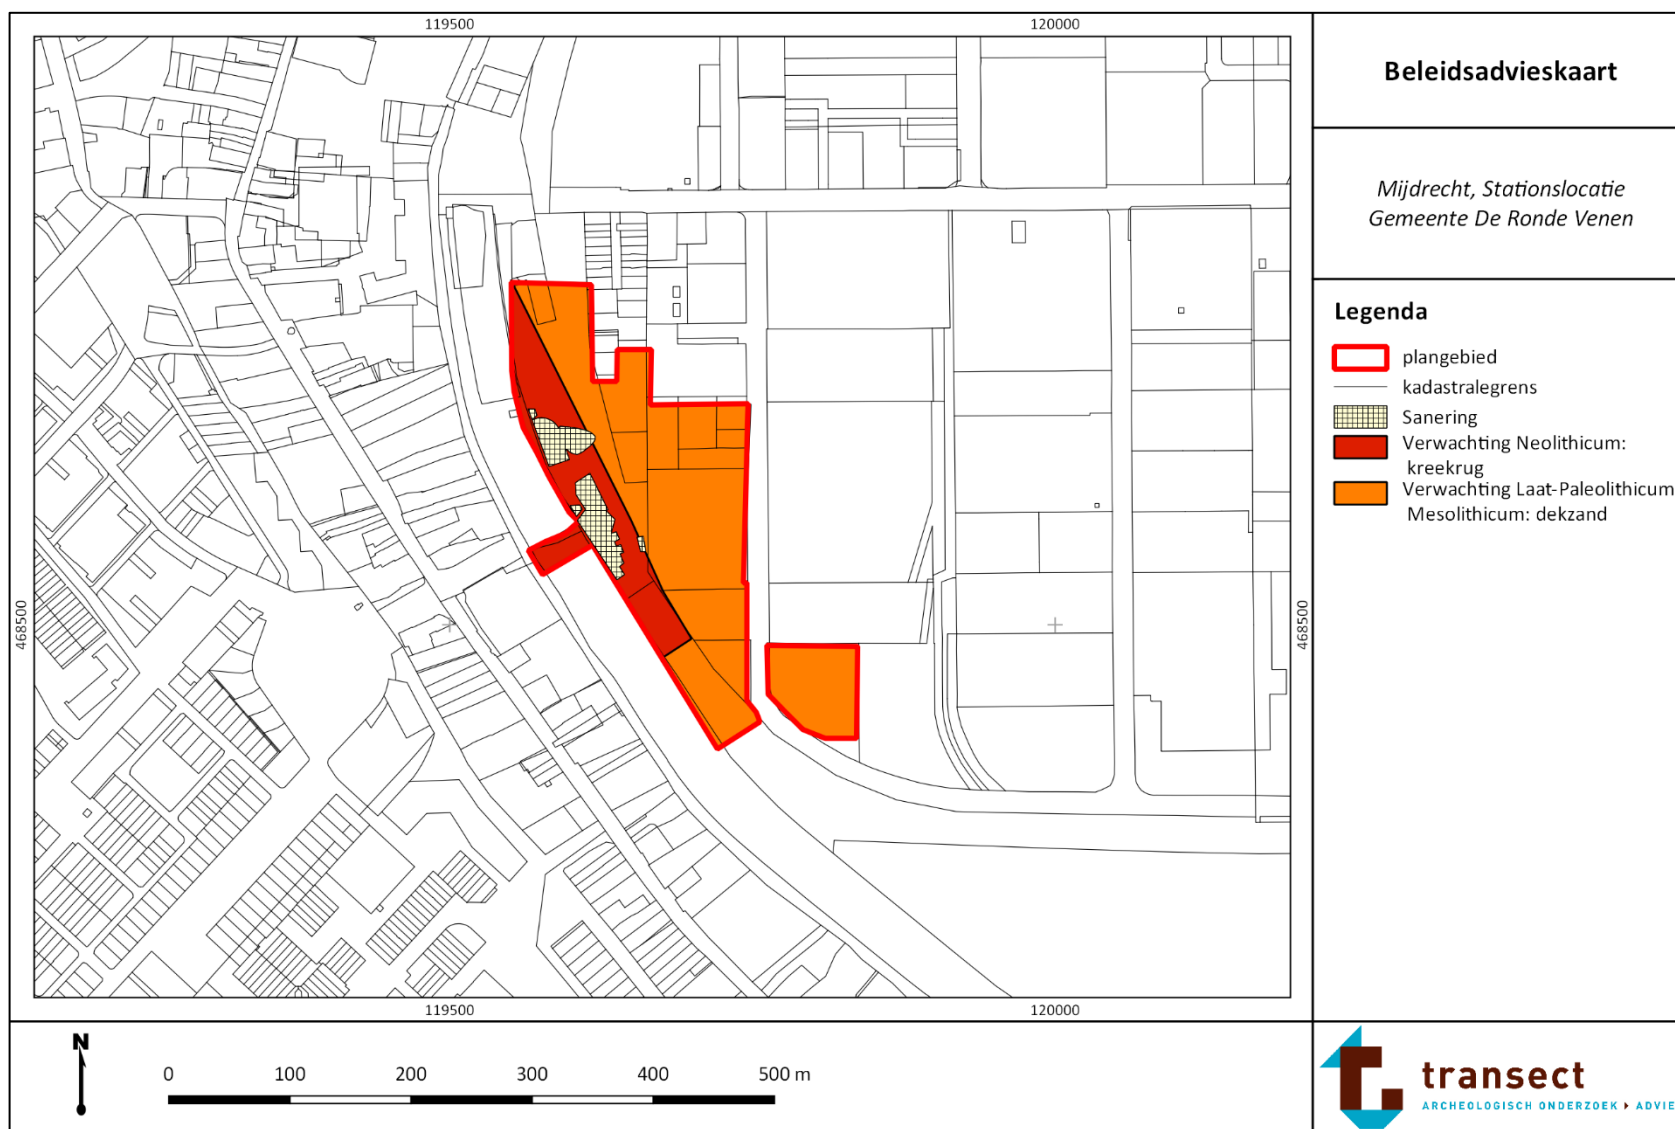 119500
120000
468500
468500
119500
120000
Beleidsadvieskaart
Mijdrecht, Stationslocatie
Gemeente De Ronde Venen
Legenda
plangebied
kadastralegrens
Sanering
Verwachting Neolithicum:
kreekrug
Verwachting Laat-Paleolithicum
Mesolithicum: dekzand
N
0
100
200
300
400
500 m
transect
ARCHEOLOGISCH ONDERZOEK ADVIE